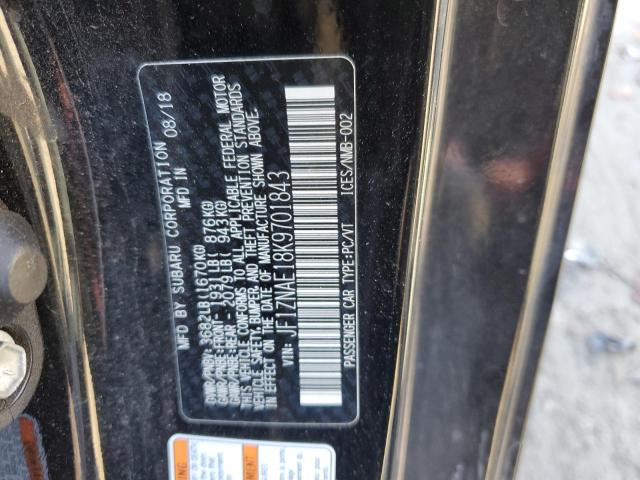 MFD BY SUBARU CORPORATION 08/18
MFD IN
GVWR/PNBV: 3682LB(1670KG)
GAWR/PNBE:FRONT- 1931LB( 876KG)
GAWR/PNBE:REAR - 2079LB( 943KG)
THIS VEHICLE CONFORMS TO ALL APPLICABLE FEDERAL MOTOR
VEHICLE SAFETY,BUMPER,AND THEFT PREVENTION STANDARDS
IN EFFECT ON THE DATE OF MANUFACTURE SHOWN ABOVE.
VIN: JF1ZNAE18K9701843
PASSENGER CAR TYPE:PC/VT ICES/NMB-002